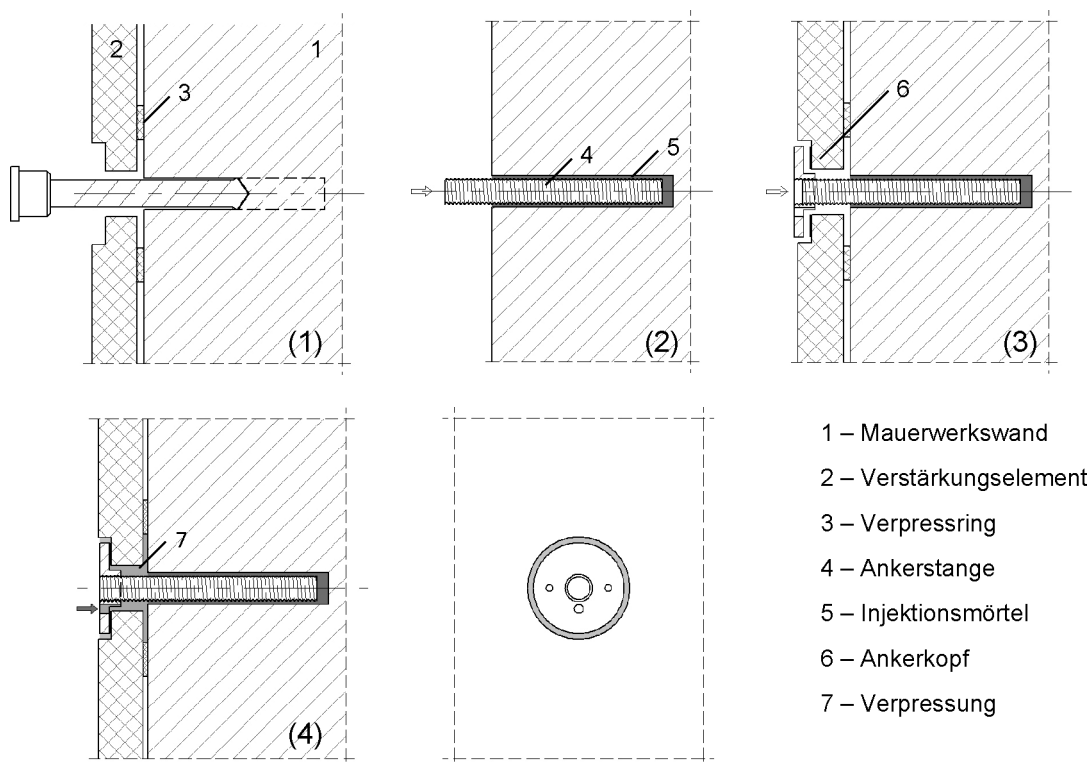 2
1
3
(1)
4
5
(2)
6
(3)
7
(4)
1 – Mauerwerkswand
2 – Verstärkungselement
3 – Verpressring
4 – Ankerstange
5 – Injektionsmörtel
6 – Ankerkopf
7 – Verpressung